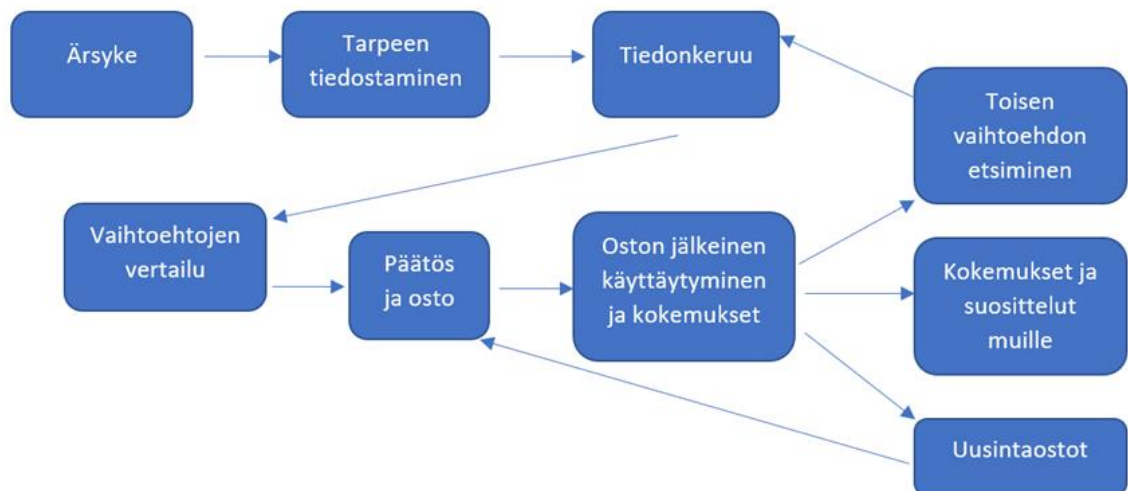 Ärsyke
Tarpeen
tiedostaminen
Tiedonkeruu
Toisen
vaihtoehdon
etsiminen
Vaihtoehtojen
vertailu
Päätös
ja osto
Oston jälkeinen
käyttäytyminen
ja kokemukset
Kokemukset ja
suosittelut
muille
Uusintaostot